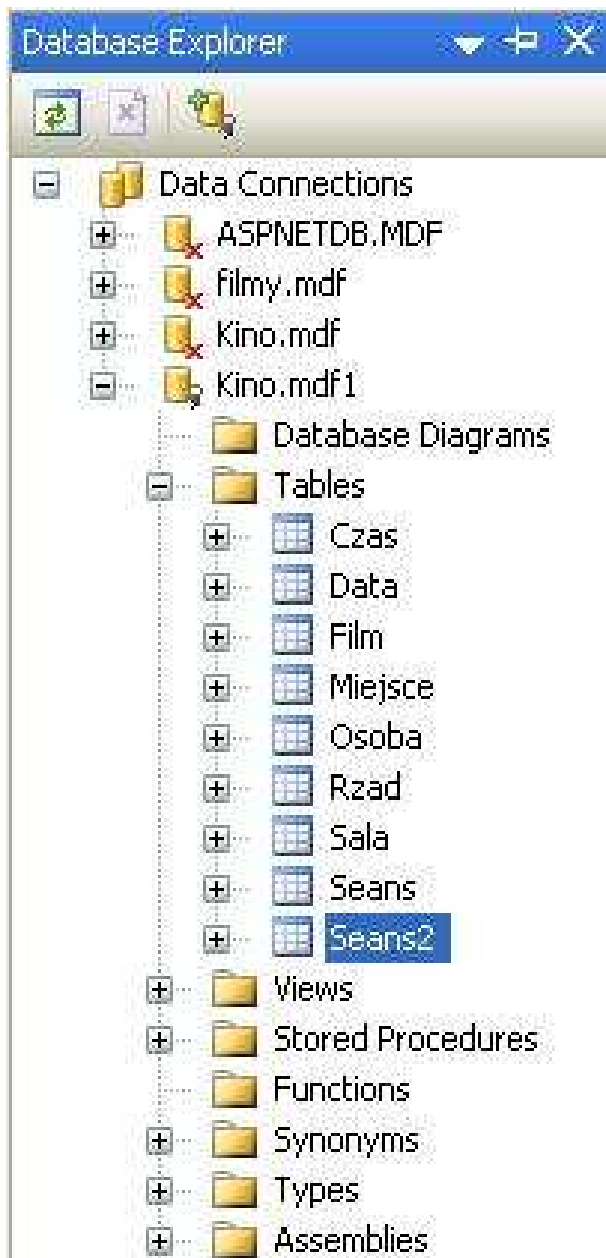 Database Explorer
Data Connections
ASPNETDB.MDF
filmy.mdf
Kino.mdf
Kino.mdf1
Database Diagrams
Tables
Czas
Data
Film
Miejsce
Osoba
Rzad
Sala
Seans
Seans2
Views
Stored Procedures
Functions
Synonyms
Types
Assemblies